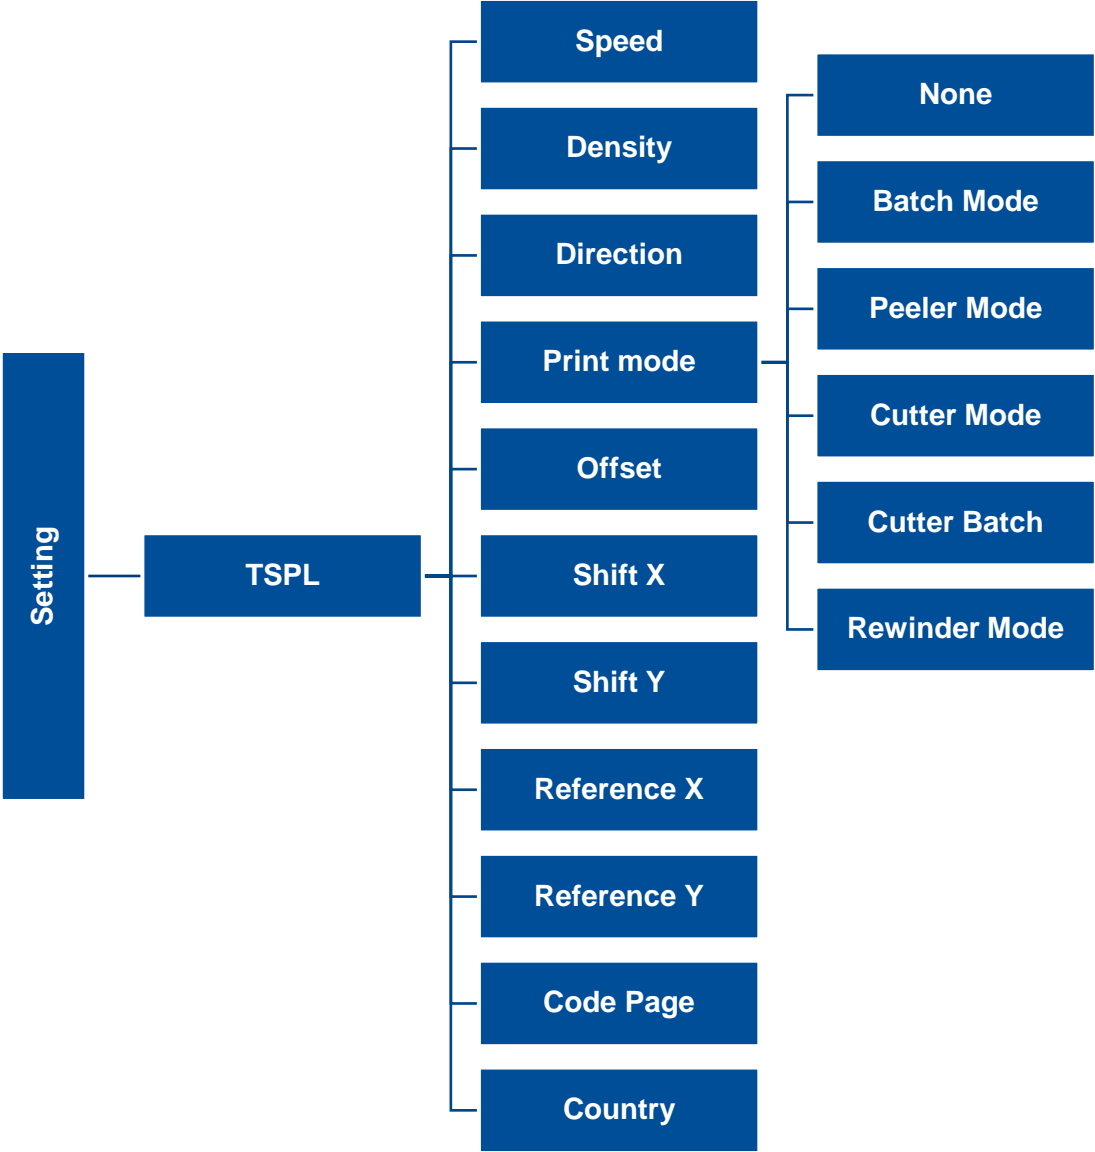 Setting
TSPL
Speed
Density
Direction
Print mode
Offset
Shift X
Shift Y
Reference X
Reference Y
Code Page
Country
None
Batch Mode
Peeler Mode
Cutter Mode
Cutter Batch
Rewinder Mode